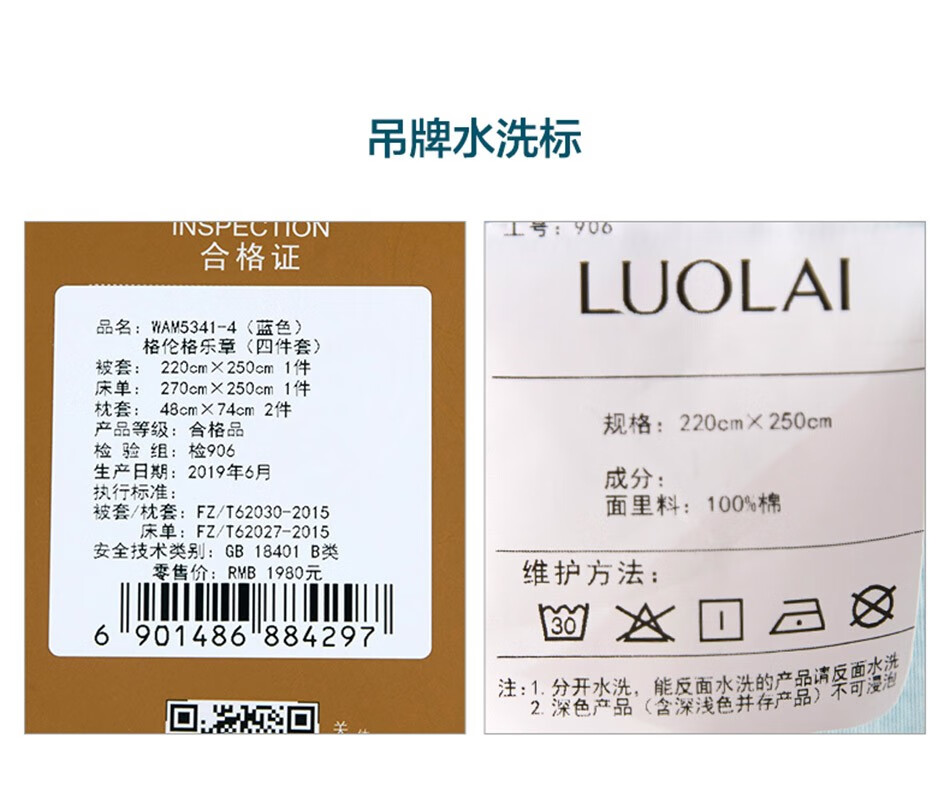 吊牌水洗标
INSPECTION
合格证
品名：WAM5341-4（蓝色）
格伦格乐章（四件套）
被套： 220cm×250cm 1件
床单： 270cm×250cm 1件
枕套： 48cm×74cm 2件
产品等级：合格品
检 验 组：检906
生产日期：2019年6月
执行标准：
被套/枕套：FZ/T62030-2015
床单：FZ/T62027-2015
安全技术类别：GB 18401 B类
零售价：RMB 1980元
6 901486 884297
关
工号：906
LUOLAI
规格：220cm×250cm
成分：
面里料：100%棉
维护方法：
30
注：1. 分开水洗，能反面水洗的产品请反面水洗
2. 深色产品（含深浅色并存产品）不可浸泡